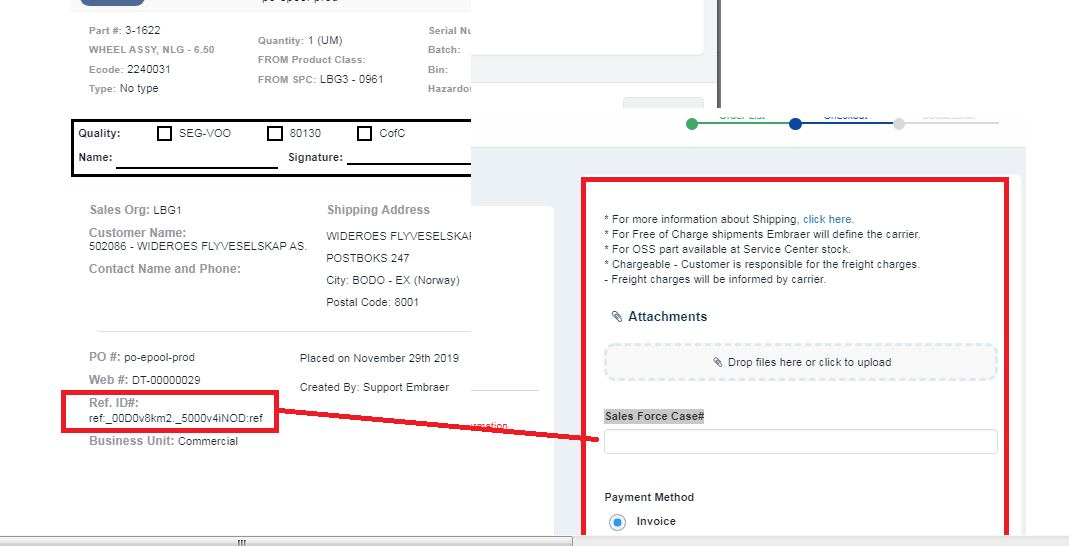 po-epool-prod
Part #: 3-1622
WHEEL ASSY, NLG - 6.50
Ecode: 2240031
Type: No type
Quantity: 1 (UM)
FROM Product Class:
FROM SPC: LBG3 - 0961
Serial Nu
Batch:
Bin:
Hazardou
Quality: SEG-VOO 80130 CofC
Name: Signature:
Sales Org: LBG1
Customer Name:
502086 - WIDEROES FLYVESELSKAP AS.
Contact Name and Phone:
Shipping Address
WIDEROES FLYVESELSKAP
POSTBOKS 247
City: BODO - EX (Norway)
Postal Code: 8001
PO #: po-epool-prod
Web #: DT-00000029
Ref. ID#:
ref:_00D0v8km2._5000v4iNOD:ref
Business Unit: Commercial
Placed on November 29th 2019
Created By: Support Embraer
rmation
Order List Checkout Successful
* For more information about Shipping, click here.
* For Free of Charge shipments Embraer will define the carrier.
* For OSS part available at Service Center stock.
* Chargeable - Customer is responsible for the freight charges.
- Freight charges will be informed by carrier.
Attachments
Drop files here or click to upload
Sales Force Case#
Payment Method
Invoice